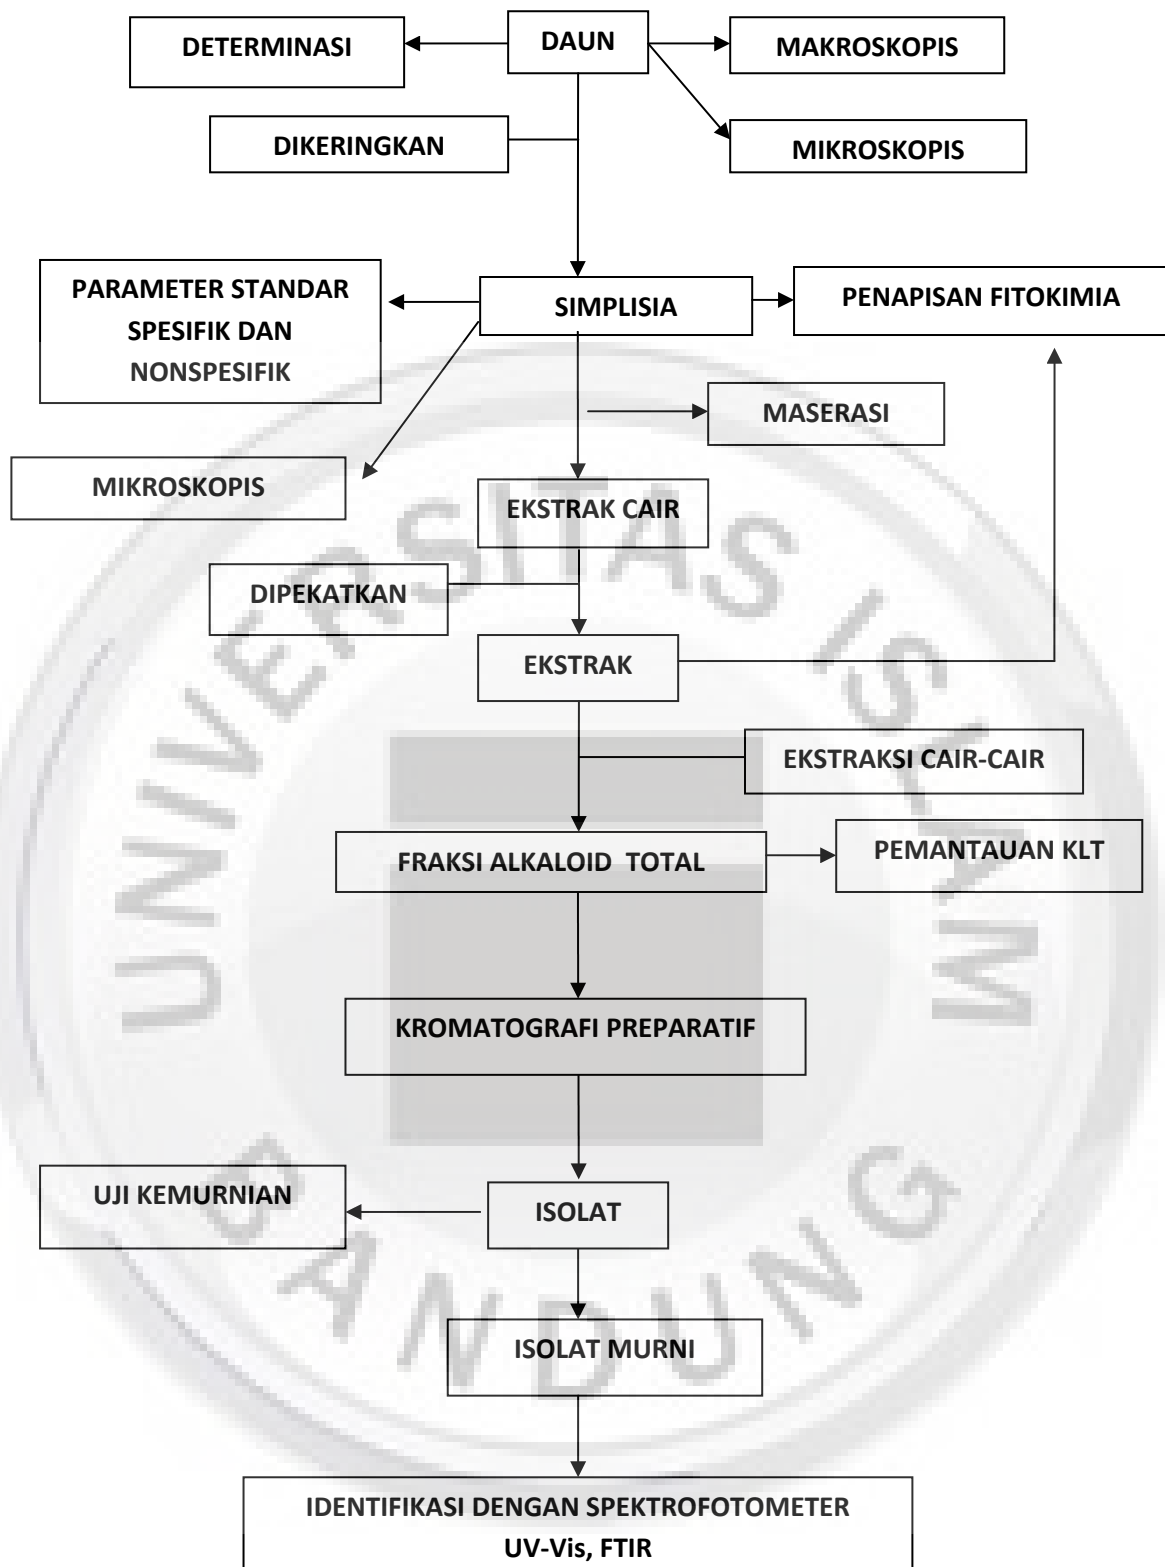 DETERMINASI
DAUN
MAKROSKOPIS
DIKERINGKAN
MIKROSKOPIS
PARAMETER STANDAR
SPESIFIK DAN
NONSPESIFIK
SIMPLISIA
PENAPISAN FITOKIMIA
MASERASI
MIKROSKOPIS
EKSTRAK CAIR
DIPEKATKAN
EKSTRAK
EKSTRAKSI CAIR-CAIR
FRAKSI ALKALOID TOTAL
PEMANTAUAN KLT
KROMATOGRAFI PREPARATIF
UJI KEMURNIAN
ISOLAT
ISOLAT MURNI
IDENTIFIKASI DENGAN SPEKTROFOTOMETER
UV-Vis, FTIR
UNIVERSITAS ISLAM
BANDUNG